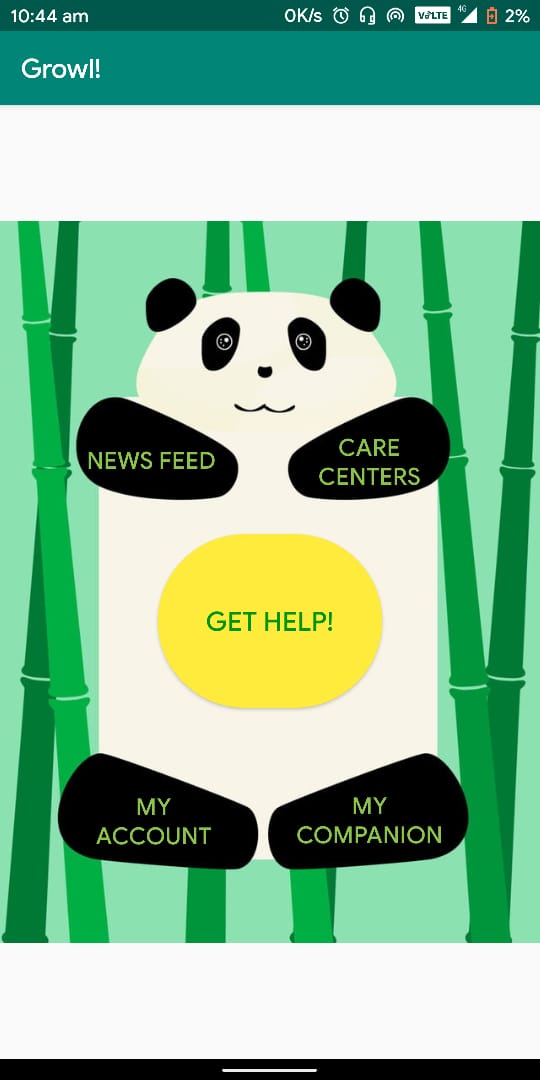 10:44 am 0K/s VoLTE 4G 2%
Growl!
NEWS FEED
CARE
CENTERS
GET HELP!
MY
ACCOUNT
MY
COMPANION